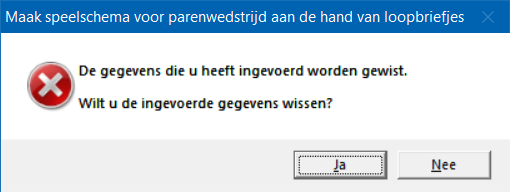 Maak speelschema voor parenwedstrijd aan de hand van loopbriefjes
De gegevens die u heeft ingevoerd worden gewist.
Wilt u de ingevoerde gegevens wissen?
Ja Nee